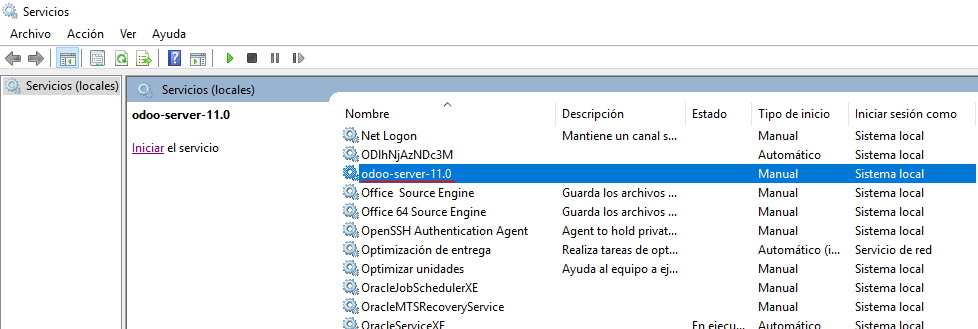 Servicios
Archivo Acción Ver Ayuda
Servicios (locales)
Servicios (locales)
odoo-server-11.0
Iniciar el servicio
Nombre Descripción Estado Tipo de inicio Iniciar sesión como
Net Logon Mantiene un canal s... Manual Sistema local
ODIhNjAzNDc3M Automático Sistema local
odoo-server-11.0 Manual Sistema local
Office Source Engine Guarda los archivos ... Manual Sistema local
Office 64 Source Engine Guarda los archivos ... Manual Sistema local
OpenSSH Authentication Agent Agent to hold privat... Manual Sistema local
Optimización de entrega Realiza tareas de opt... Automático (i... Servicio de red
Optimizar unidades Ayuda al equipo a ej... Manual Sistema local
OracleJobSchedulerXE Manual Sistema local
OracleMTSRecoveryService Manual Sistema local
OracleServiceXE En ejecu... Manual Sistema local